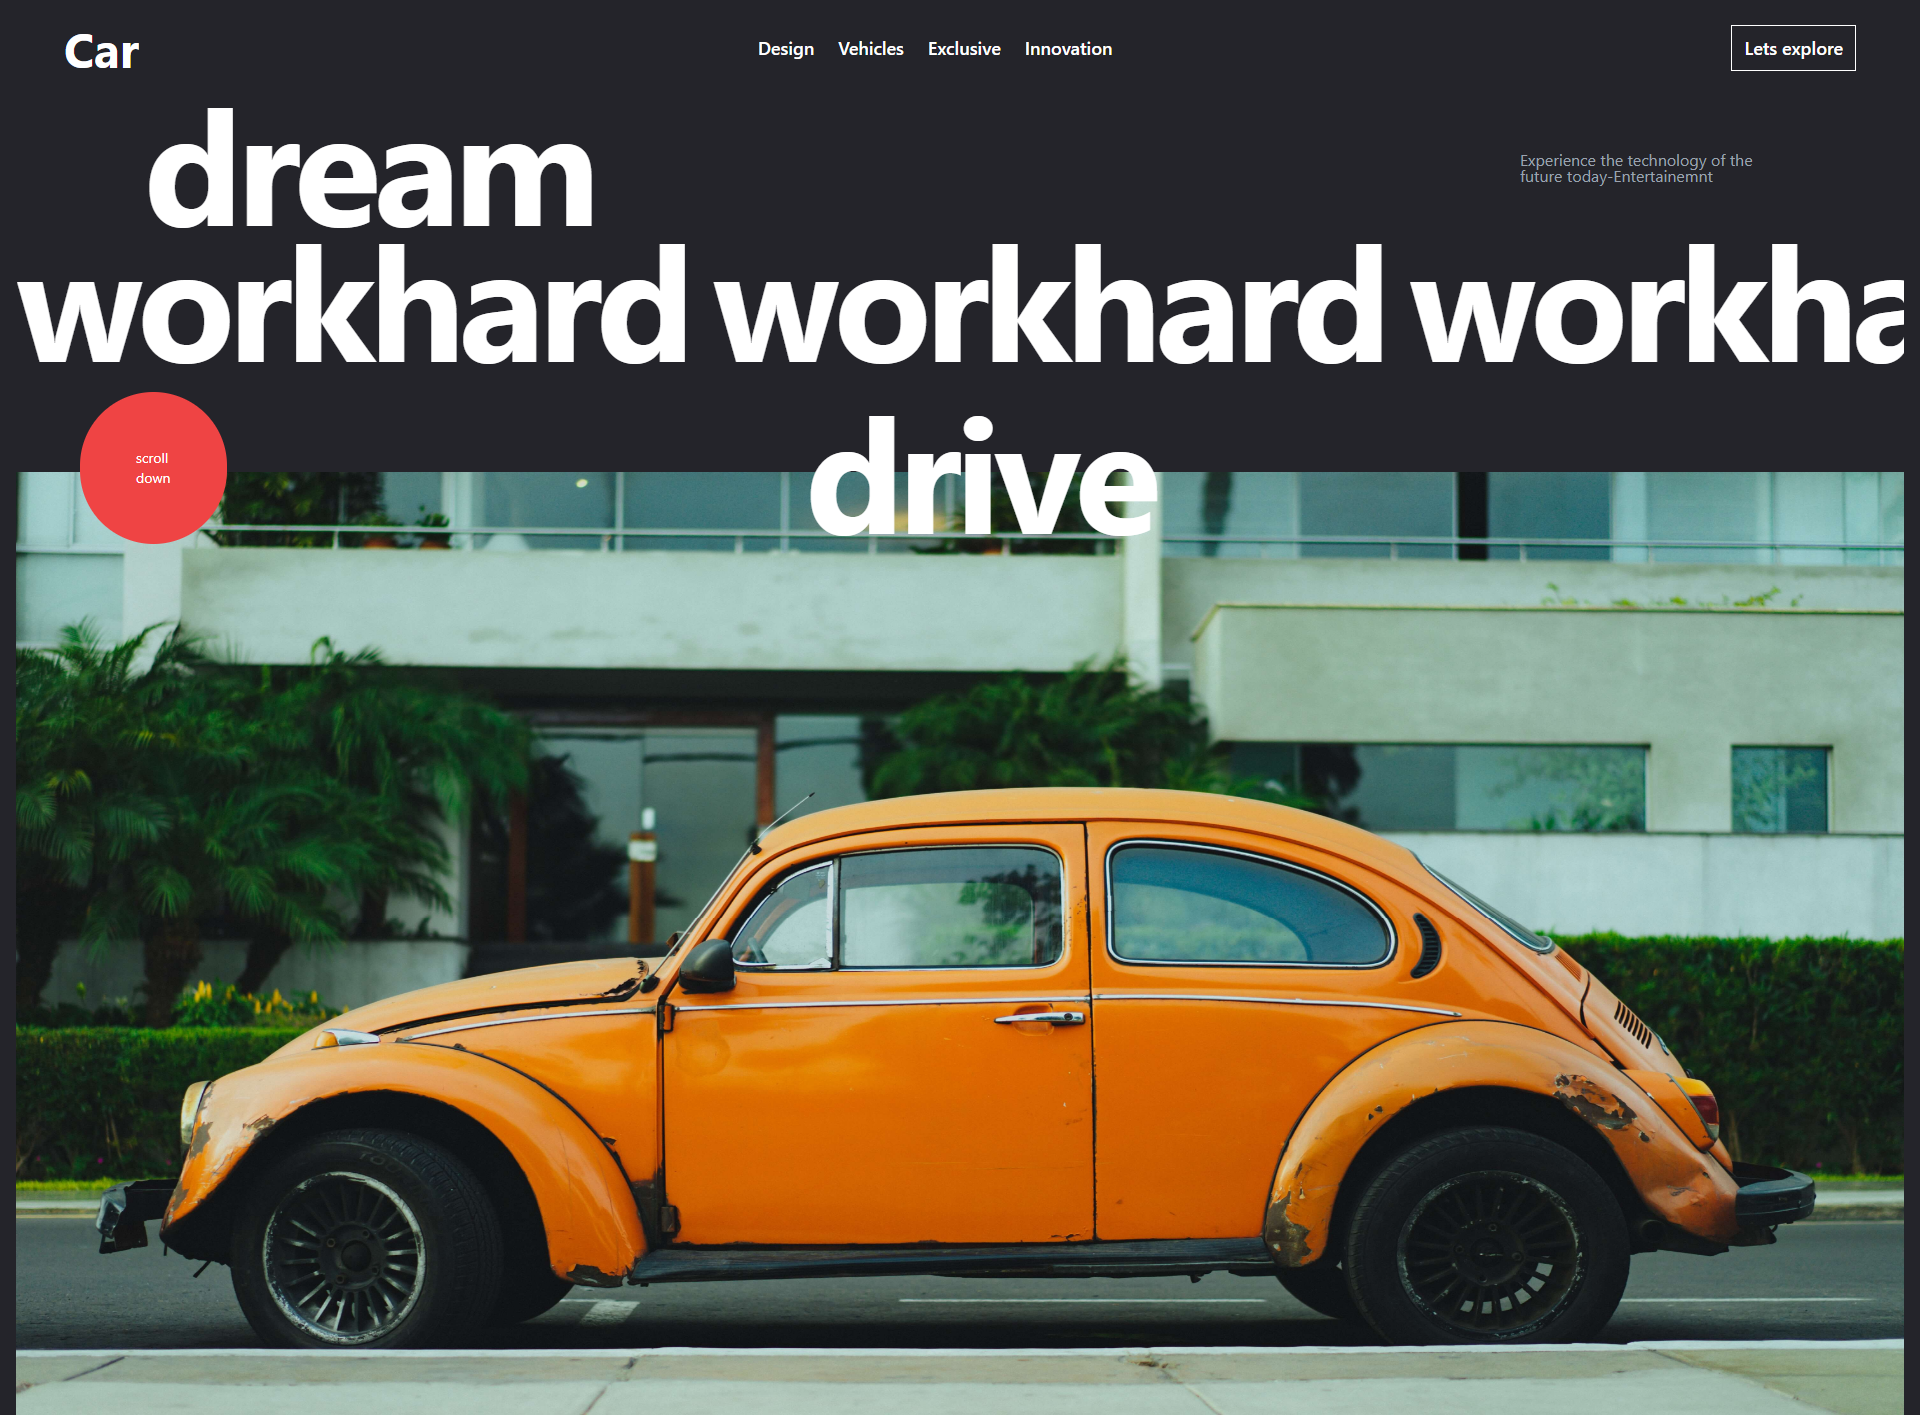 Car
Design Vehicles Exclusive Innovation
Lets explore
dream
Experience the technology of the
future today-Entertainemnt
workhard workhard workha
scroll
down
drive